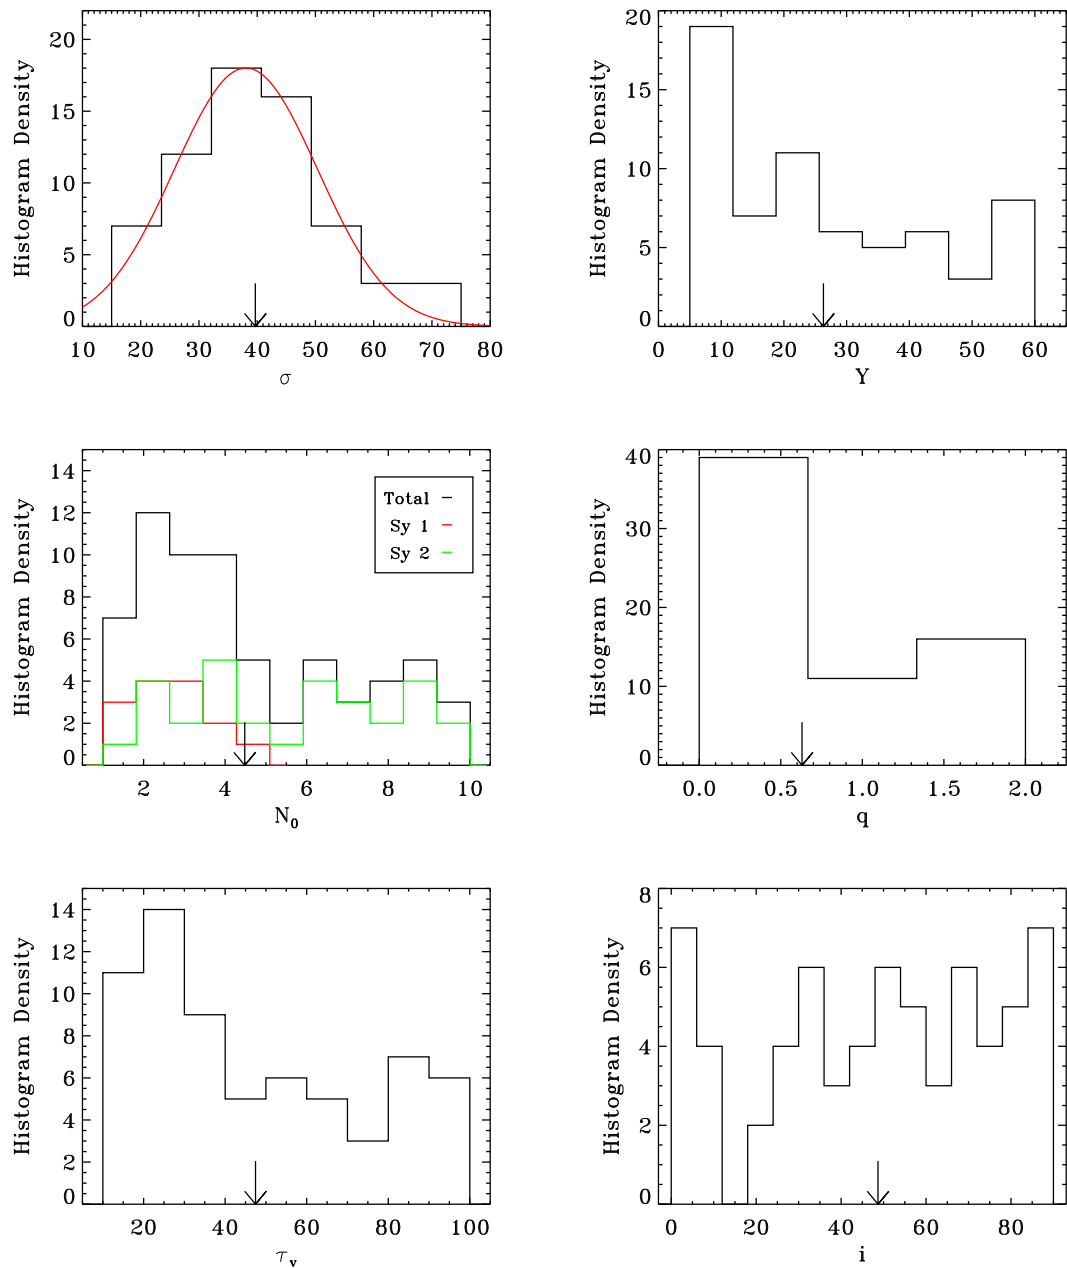 Histogram Density
20
15
10
5
0
10 20 30 40 50 60 70 80
σ
Histogram Density
20
15
10
5
0
0 10 20 30 40 50 60
Y
Histogram Density
14
12
10
8
6
4
2
0
Total
Sy 1
Sy 2
2 4 6 8 10
N₀
Histogram Density
40
30
20
10
0
0.0 0.5 1.0 1.5 2.0
q
Histogram Density
14
12
10
8
6
4
2
0
20 40 60 80 100
τᵥ
Histogram Density
8
6
4
2
0
0 20 40 60 80
i